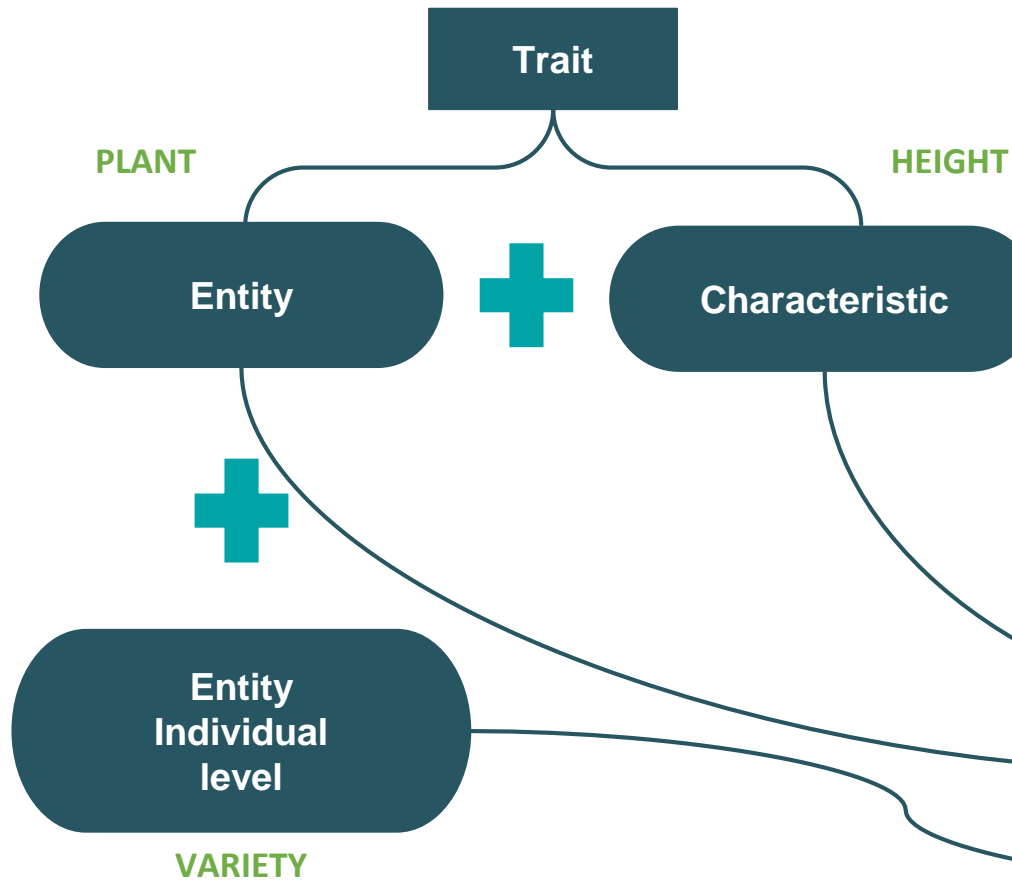 Trait
PLANT
HEIGHT
Entity
Characteristic
Entity
Individual
level
VARIETY